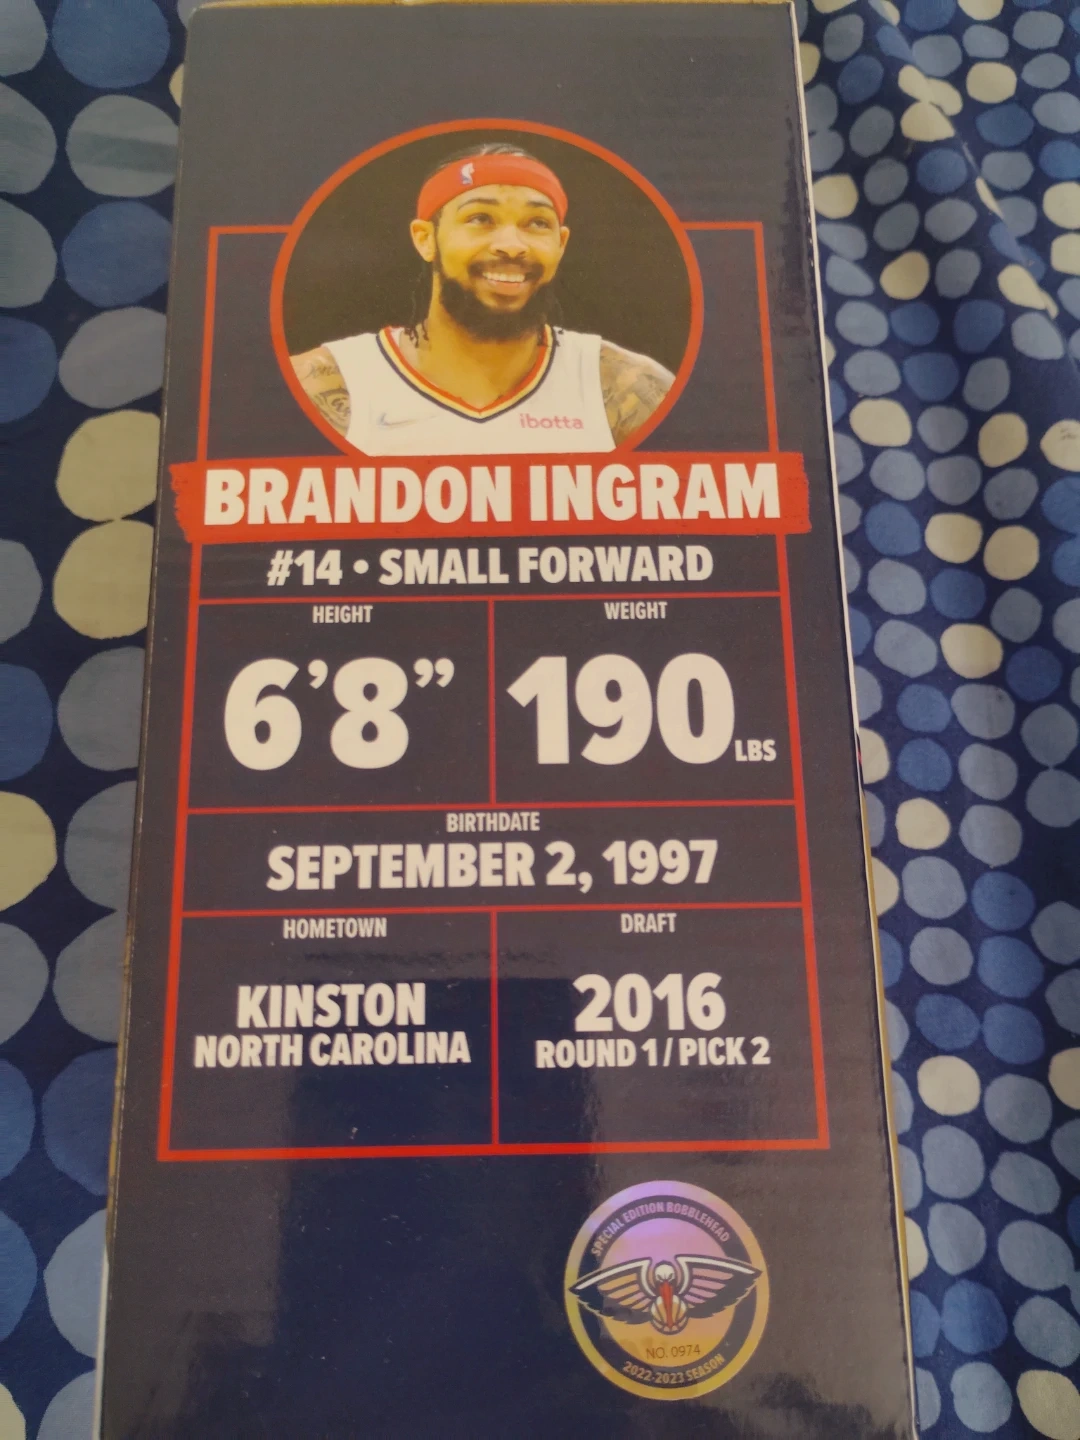 ibotta
BRANDON INGRAM
#14 • SMALL FORWARD
HEIGHT
6’8”
WEIGHT
190 LBS
BIRTHDATE
SEPTEMBER 2, 1997
HOMETOWN
KINSTON
NORTH CAROLINA
DRAFT
2016
ROUND 1 / PICK 2
SPECIAL EDITION BOBBLEHEAD
NO. 0974
2022-2023 SEASON